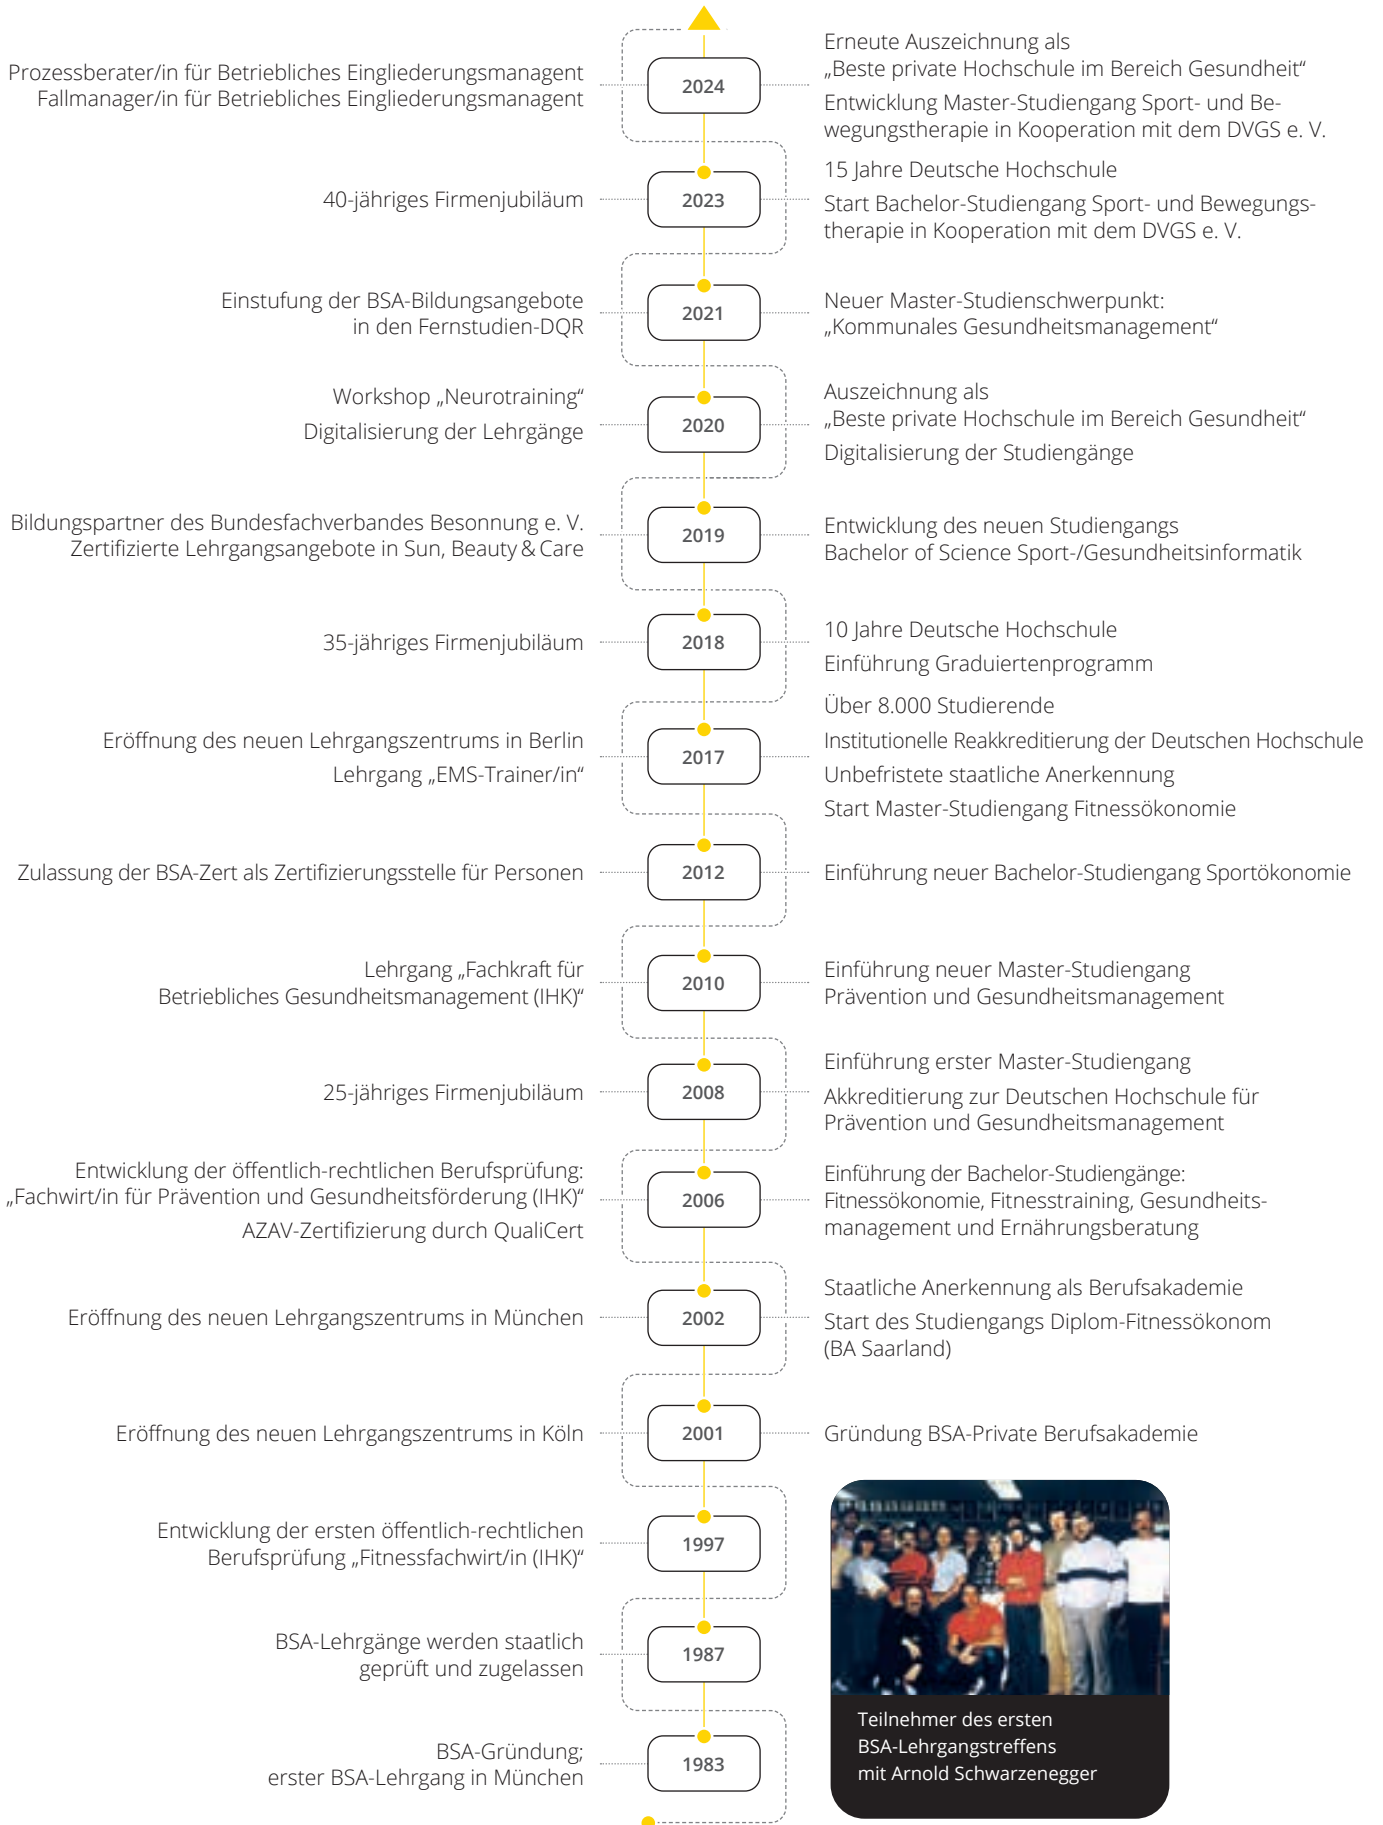 Prozessberater/in für Betriebliches Eingliederungsmanagent
Fallmanager/in für Betriebliches Eingliederungsmanagent
2024
Erneute Auszeichnung als
„Beste private Hochschule im Bereich Gesundheit“
Entwicklung Master-Studiengang Sport- und Be-
wegungstherapie in Kooperation mit dem DVGS e. V.
40-jähriges Firmenjubiläum
2023
15 Jahre Deutsche Hochschule
Start Bachelor-Studiengang Sport- und Bewegungs-
therapie in Kooperation mit dem DVGS e. V.
Einstufung der BSA-Bildungsangebote
in den Fernstudien-DQR
2021
Neuer Master-Studienschwerpunkt:
„Kommunales Gesundheitsmanagement“
Workshop „Neurotraining“
Digitalisierung der Lehrgänge
2020
Auszeichnung als
„Beste private Hochschule im Bereich Gesundheit“
Digitalisierung der Studiengänge
Bildungspartner des Bundesfachverbandes Besonnung e. V.
Zertifizierte Lehrgangsangebote in Sun, Beauty & Care
2019
Entwicklung des neuen Studiengangs
Bachelor of Science Sport-/Gesundheitsinformatik
35-jähriges Firmenjubiläum
2018
10 Jahre Deutsche Hochschule
Einführung Graduiertenprogramm
Eröffnung des neuen Lehrgangszentrums in Berlin
Lehrgang „EMS-Trainer/in“
2017
Über 8.000 Studierende
Institutionelle Reakkreditierung der Deutschen Hochschule
Unbefristete staatliche Anerkennung
Start Master-Studiengang Fitnessökonomie
Zulassung der BSA-Zert als Zertifizierungsstelle für Personen
2012
Einführung neuer Bachelor-Studiengang Sportökonomie
Lehrgang „Fachkraft für
Betriebliches Gesundheitsmanagement (IHK)“
2010
Einführung neuer Master-Studiengang
Prävention und Gesundheitsmanagement
25-jähriges Firmenjubiläum
2008
Einführung erster Master-Studiengang
Akkreditierung zur Deutschen Hochschule für
Prävention und Gesundheitsmanagement
Entwicklung der öffentlich-rechtlichen Berufsprüfung:
„Fachwirt/in für Prävention und Gesundheitsförderung (IHK)“
AZAV-Zertifizierung durch QualiCert
2006
Einführung der Bachelor-Studiengänge:
Fitnessökonomie, Fitnesstraining, Gesundheits-
management und Ernährungsberatung
Eröffnung des neuen Lehrgangszentrums in München
2002
Staatliche Anerkennung als Berufsakademie
Start des Studiengangs Diplom-Fitnessökonom
(BA Saarland)
Eröffnung des neuen Lehrgangszentrums in Köln
2001
Gründung BSA-Private Berufsakademie
Entwicklung der ersten öffentlich-rechtlichen
Berufsprüfung „Fitnessfachwirt/in (IHK)“
1997
BSA-Lehrgänge werden staatlich
geprüft und zugelassen
1987
BSA-Gründung;
erster BSA-Lehrgang in München
1983
Teilnehmer des ersten
BSA-Lehrgangstreffens
mit Arnold Schwarzenegger